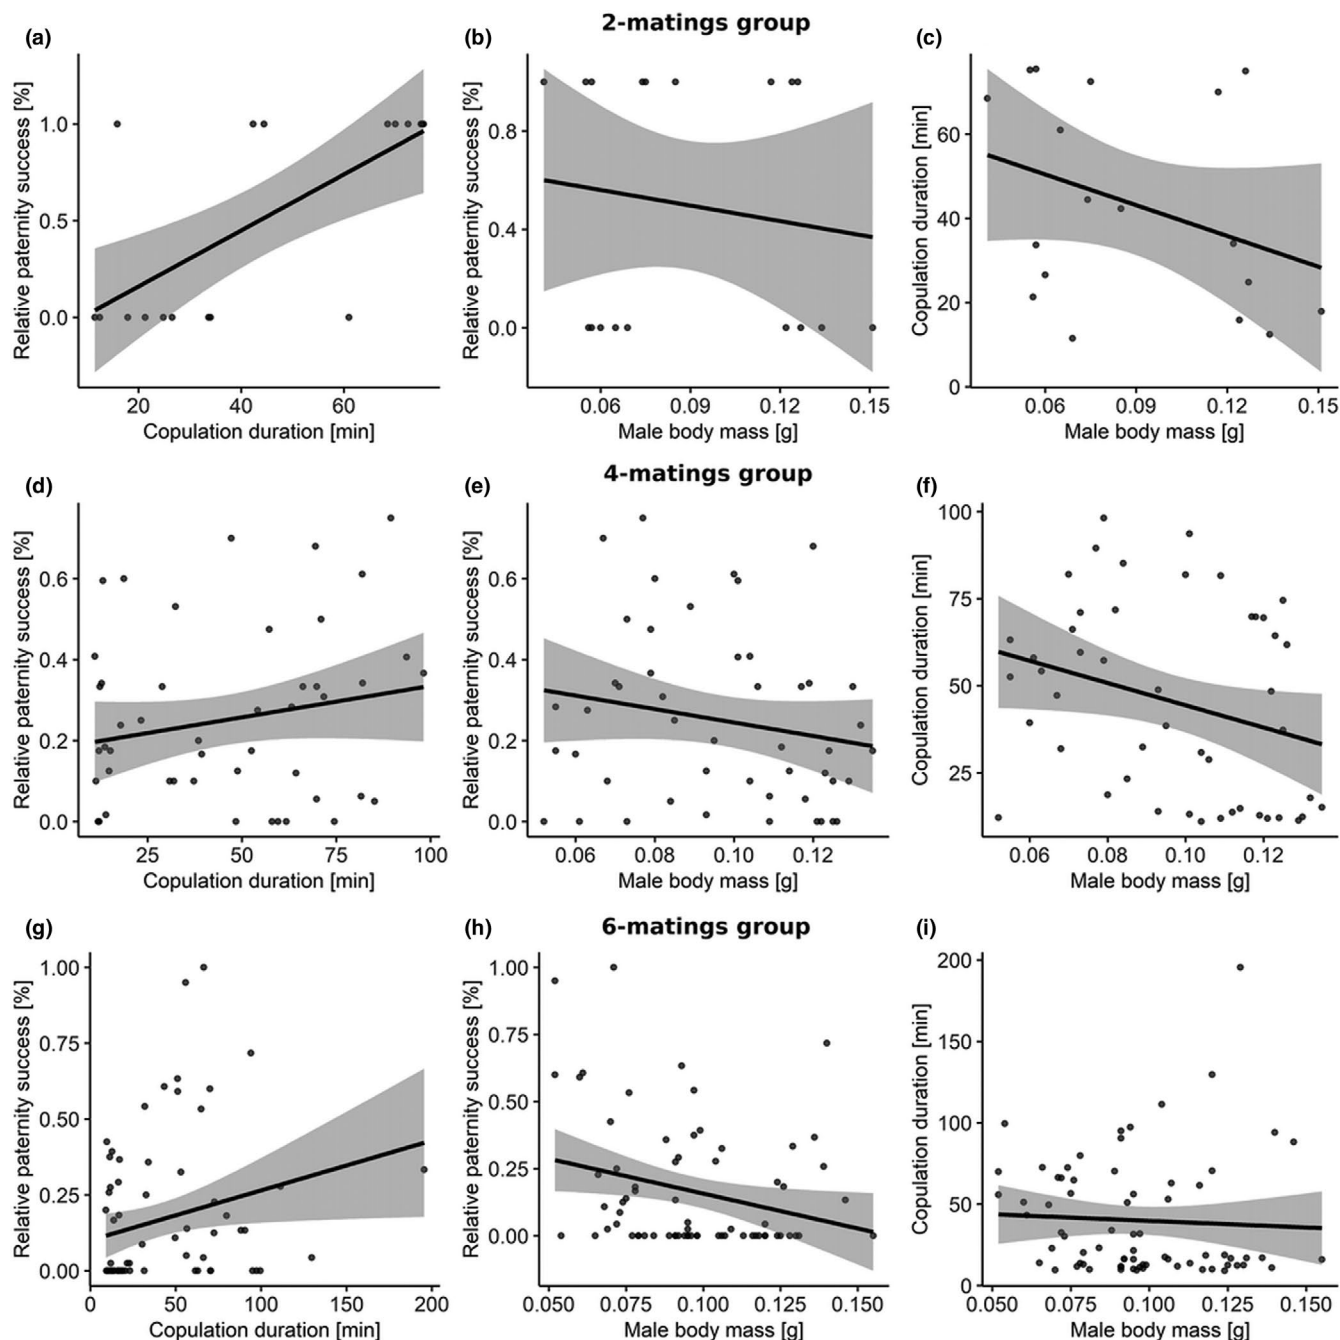 2-matings group
(a) (b) (c)
Relative paternity success [%]
1.0
0.5
0.0
20 40 60
Copulation duration [min]
Relative paternity success [%]
0.8
0.4
0.0
0.06 0.09 0.12 0.15
Male body mass [g]
Copulation duration [min]
60
40
20
0
0.06 0.09 0.12 0.15
Male body mass [g]
4-matings group
(d) (e) (f)
Relative paternity success [%]
0.6
0.4
0.2
0.0
25 50 75 100
Copulation duration [min]
Relative paternity success [%]
0.6
0.4
0.2
0.0
0.06 0.08 0.10 0.12
Male body mass [g]
Copulation duration [min]
100
75
50
25
0.06 0.08 0.10 0.12
Male body mass [g]
6-matings group
(g) (h) (i)
Relative paternity success [%]
1.00
0.75
0.50
0.25
0.00
0 50 100 150 200
Copulation duration [min]
Relative paternity success [%]
1.00
0.75
0.50
0.25
0.00
0.050 0.075 0.100 0.125 0.150
Male body mass [g]
Copulation duration [min]
200
150
100
50
0
0.050 0.075 0.100 0.125 0.150
Male body mass [g]